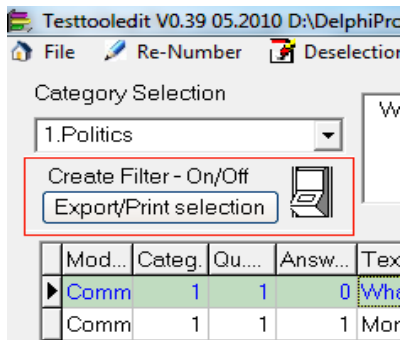 Testtooledit V0.39 05.2010 D:\DelphiPro
File Re-Number Deselection
Category Selection
W
1.Politics
Create Filter - On/Off
Export/Print selection
Mod... Categ. Qu.... Answ... Tex
Comm 1 1 0 Wha
Comm 1 1 1 Mor